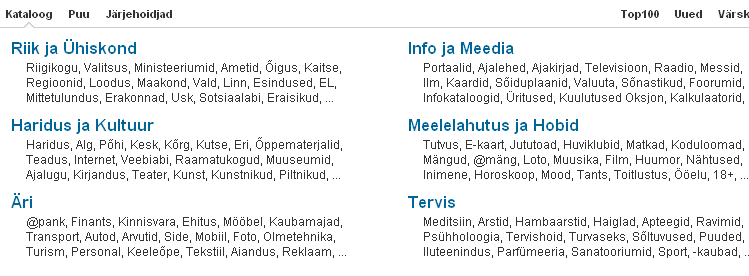 Kataloog Puu Järjehoidjad Top100 Uued Värsk
Riik ja Ühiskond
Riigikogu, Valitsus, Ministeeriumid, Ametid, Õigus, Kaitse,
Regioonid, Loodus, Maakond, Vald, Linn, Esindused, EL,
Mittetulundus, Erakonnad, Usk, Sotsiaalabi, Eraisikud, ...
Info ja Meedia
Portaalid, Ajalehed, Ajakirjad, Televisioon, Raadio, Messid,
Ilm, Kaardid, Sõiduplaanid, Valuuta, Sõnastikud, Foorumid,
Infokataloogid, Üritused, Kuulutused Oksjon, Kalkulaatorid,
Haridus ja Kultuur
Haridus, Alg, Põhi, Kesk, Kõrg, Kutse, Eri, Õppematerjalid,
Teadus, Internet, Veebiabi, Raamatukogud, Muuseumid,
Ajalugu, Kirjandus, Teater, Kunst, Kunstnikud, Piltnikud, ...
Meelelahutus ja Hobid
Tutvus, E-kaart, Jututoad, Huviklubid, Matkad, Koduloomad,
Mängud, @mäng, Loto, Muusika, Film, Huumor, Nähtused,
Inimene, Horoskoop, Mood, Tants, Toitlustus, Ööelu, 18+, ...
Äri
@pank, Finants, Kinnisvara, Ehitus, Mööbel, Kaubamajad,
Transport, Autod, Arvutid, Side, Mobiil, Foto, Olmetehnika,
Turism, Personal, Keeleõpe, Tekstiil, Aiandus, Reklaam, ...
Tervis
Meditsiin, Arstid, Hambaarstid, Haiglad, Apteegid, Ravimid,
Psühholoogia, Tervishoid, Turvaseks, Sõltuvused, Puuded,
Iluteenindus, Parfümeeria, Sanatooriumid, Sport, -kaubad, ...